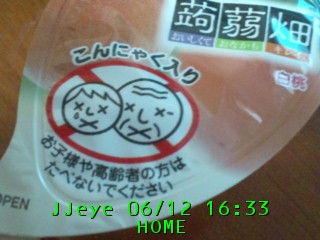 蒟蒻畑
おいしくて おなかも
白桃
こんにゃく入り
お子様や高齢者の方は
たべないでください
OPEN
JJeye 06/12 16:33
HOME